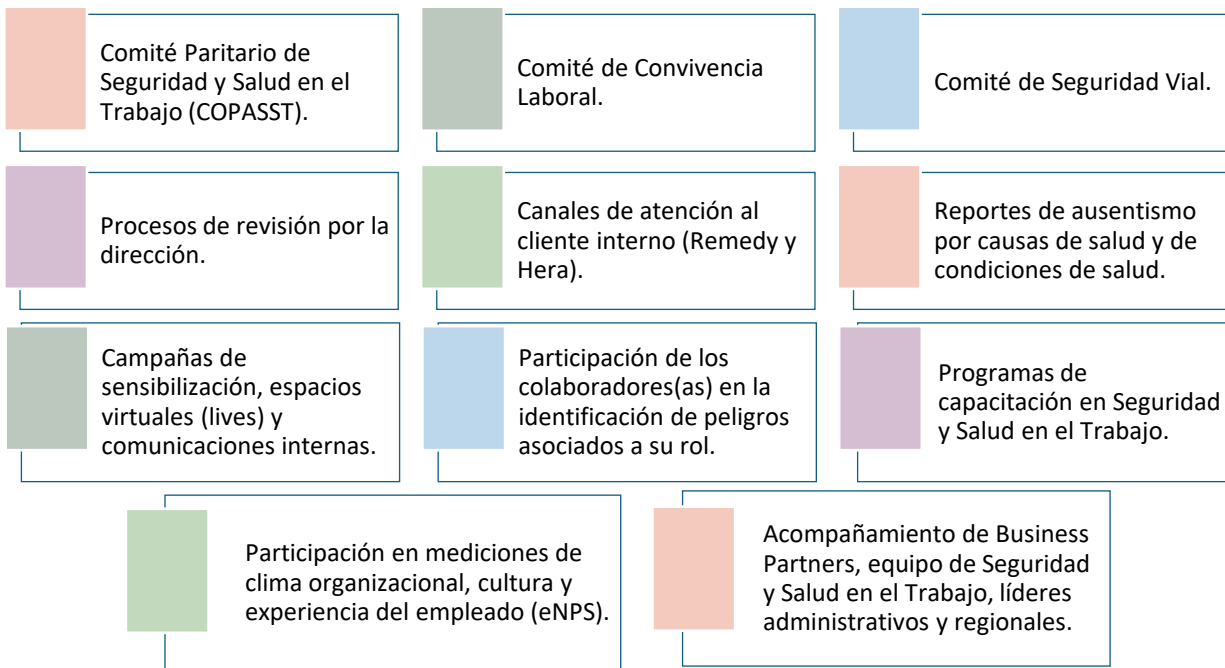 Comité Paritario de
Seguridad y Salud en el
Trabajo (COPASST).
Comité de Convivencia
Laboral.
Comité de Seguridad Vial.
Procesos de revisión por la
dirección.
Canales de atención al
cliente interno (Remedy y
Hera).
Reportes de ausentismo
por causas de salud y de
condiciones de salud.
Campañas de
sensibilización, espacios
virtuales (lives) y
comunicaciones internas.
Participación de los
colaboradores(as) en la
identificación de peligros
asociados a su rol.
Programas de
capacitación en Seguridad
y Salud en el Trabajo.
Participación en mediciones de
clima organizacional, cultura y
experiencia del empleado (eNPS).
Acompañamiento de Business
Partners, equipo de Seguridad
y Salud en el Trabajo, líderes
administrativos y regionales.